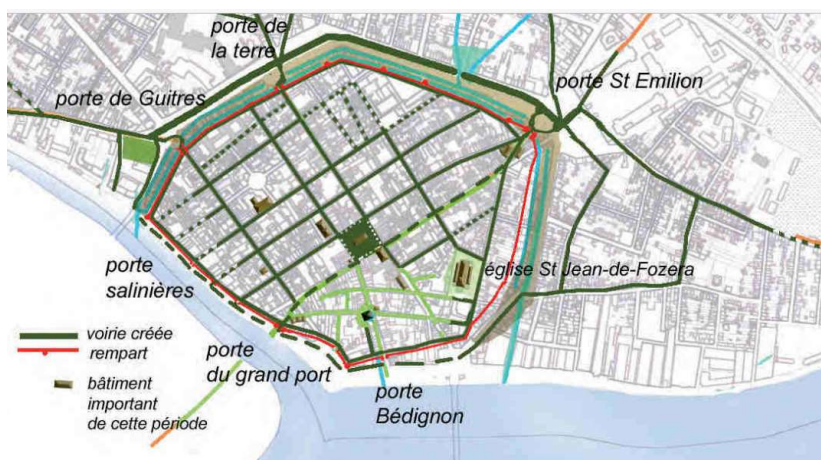 porte de
la terre
porte St Emilion
porte de Guitres
église St Jean-de-Fozera
porte
salinières
voirie créée
rempart
porte
du grand port
bâtiment
important
de cette période
porte
Bédignon